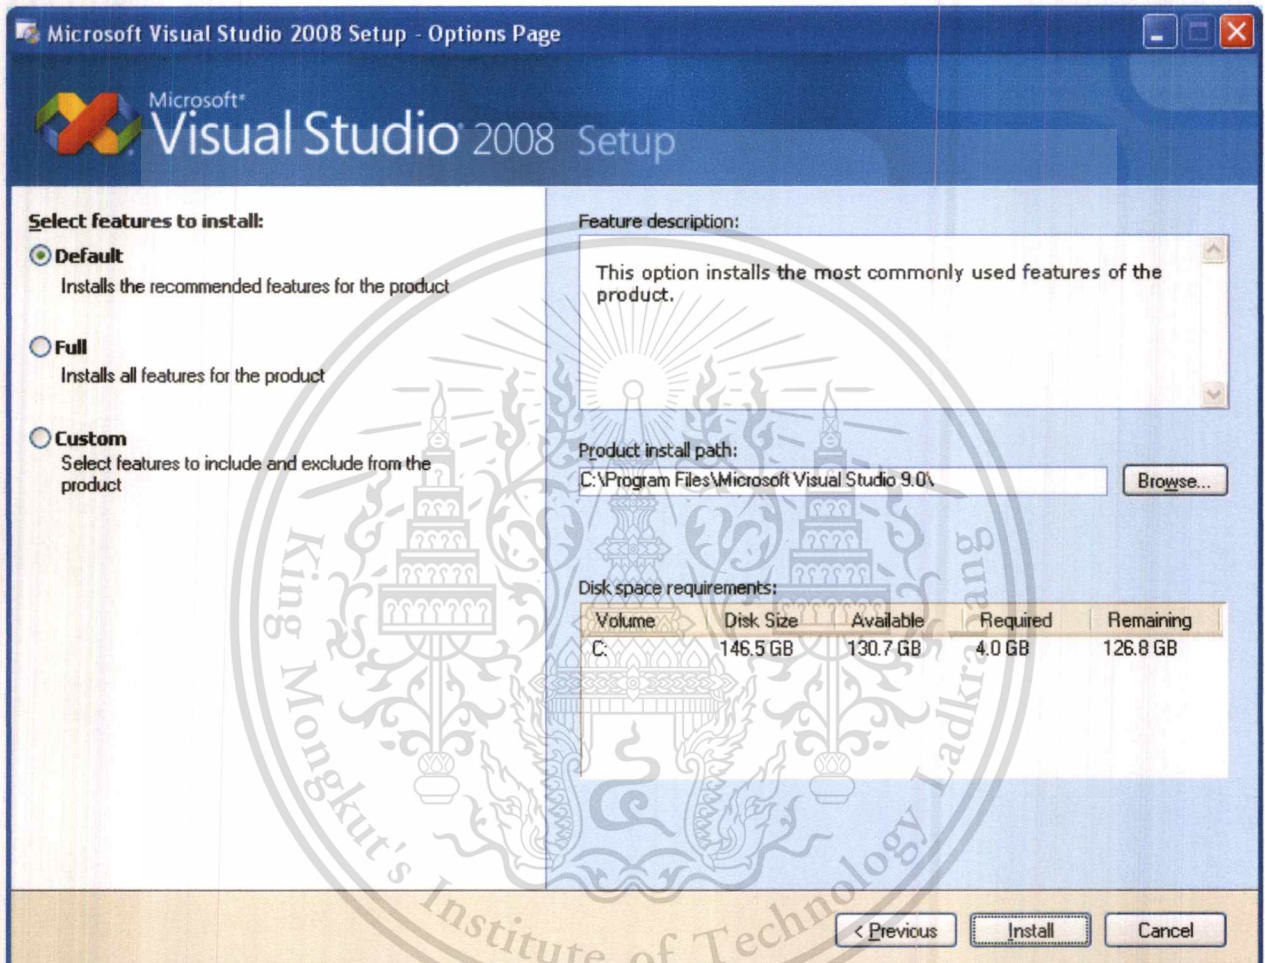 Microsoft Visual Studio 2008 Setup - Options Page
Microsoft®
Visual Studio® 2008 Setup
Select features to install:
Default
Installs the recommended features for the product
Full
Installs all features for the product
Custom
Select features to include and exclude from the
product
Feature description:
This option installs the most commonly used features of the
product.
Product install path:
C:\Program Files\Microsoft Visual Studio 9.0\
Browse...
Disk space requirements:
Volume Disk Size Available Required Remaining
C: 146.5 GB 130.7 GB 4.0 GB 126.8 GB
< Previous Install Cancel
King Mongkut's Institute of Technology Ladkrabang